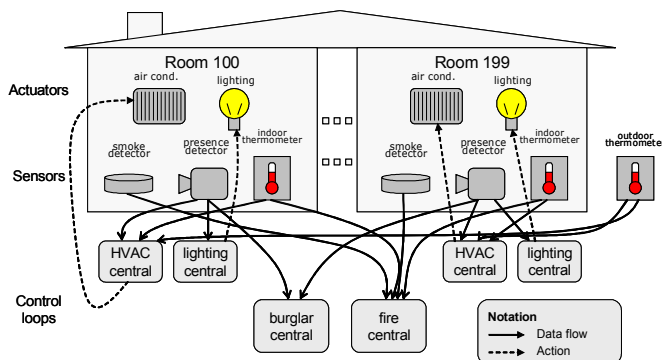 Room 100
Room 199
air cond.
lighting
air cond.
lighting
Actuators
smoke
detector
presence
detector
indoor
thermometer
smoke
detector
presence
detector
indoor
thermometer
outdoor
thermometer
Sensors
HVAC
central
lighting
central
HVAC
central
lighting
central
Control
loops
burglar
central
fire
central
Notation
Data flow
Action